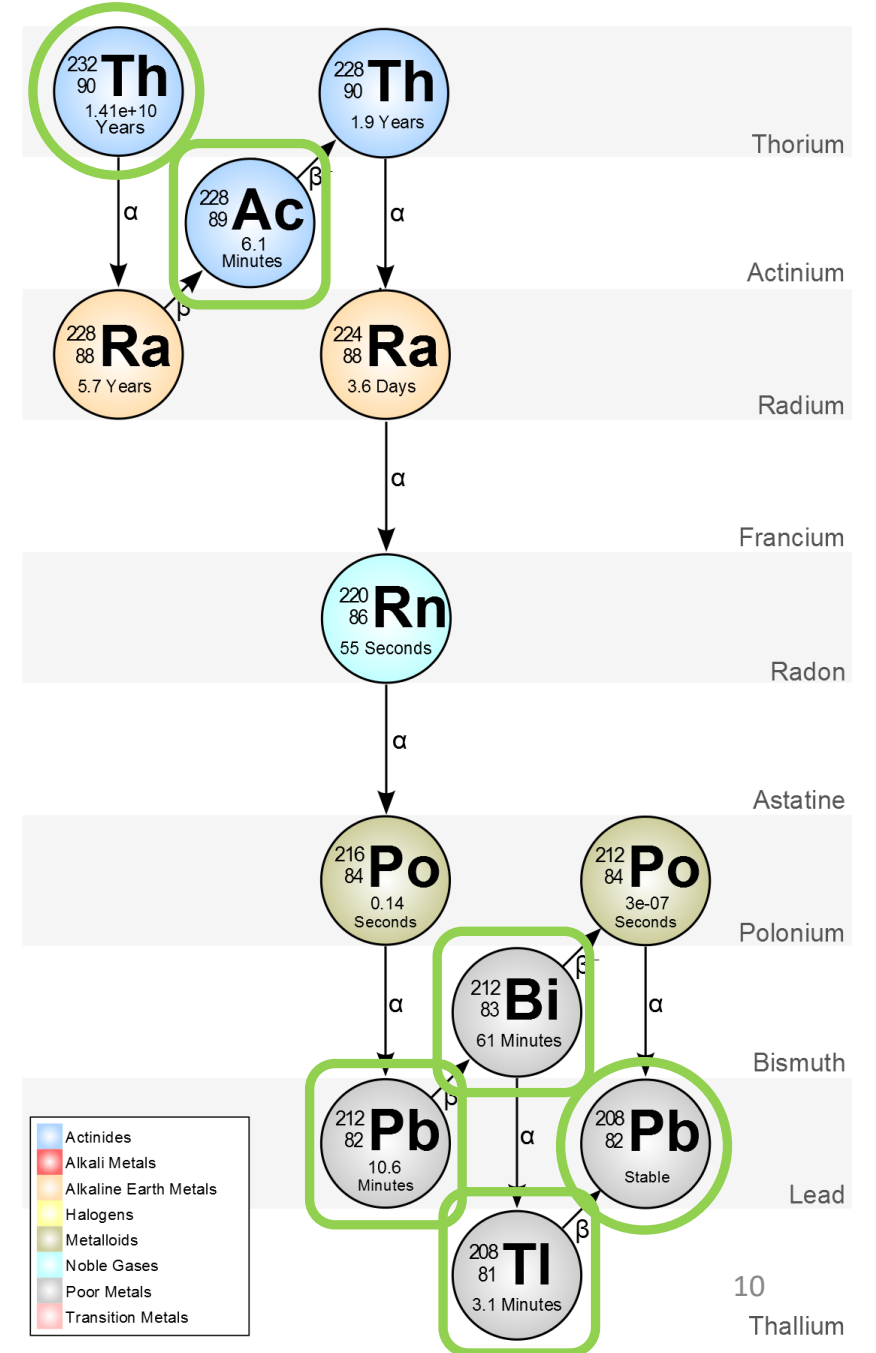 232
90
Th
1.41e+10
Years
228
90
Th
1.9 Years
Thorium
α
β-
α
228
89
Ac
6.1
Minutes
Actinium
β
228
88
Ra
5.7 Years
224
88
Ra
3.6 Days
Radium
α
Francium
220
86
Rn
55 Seconds
Radon
α
Astatine
216
84
Po
0.14
Seconds
212
84
Po
3e-07
Seconds
Polonium
β-
α
212
83
Bi
61 Minutes
α
Bismuth
β
212
82
Pb
10.6
Minutes
α
208
82
Pb
Stable
Lead
β
208
81
Tl
3.1 Minutes
10
Thallium
Actinides
Alkali Metals
Alkaline Earth Metals
Halogens
Metalloids
Noble Gases
Poor Metals
Transition Metals